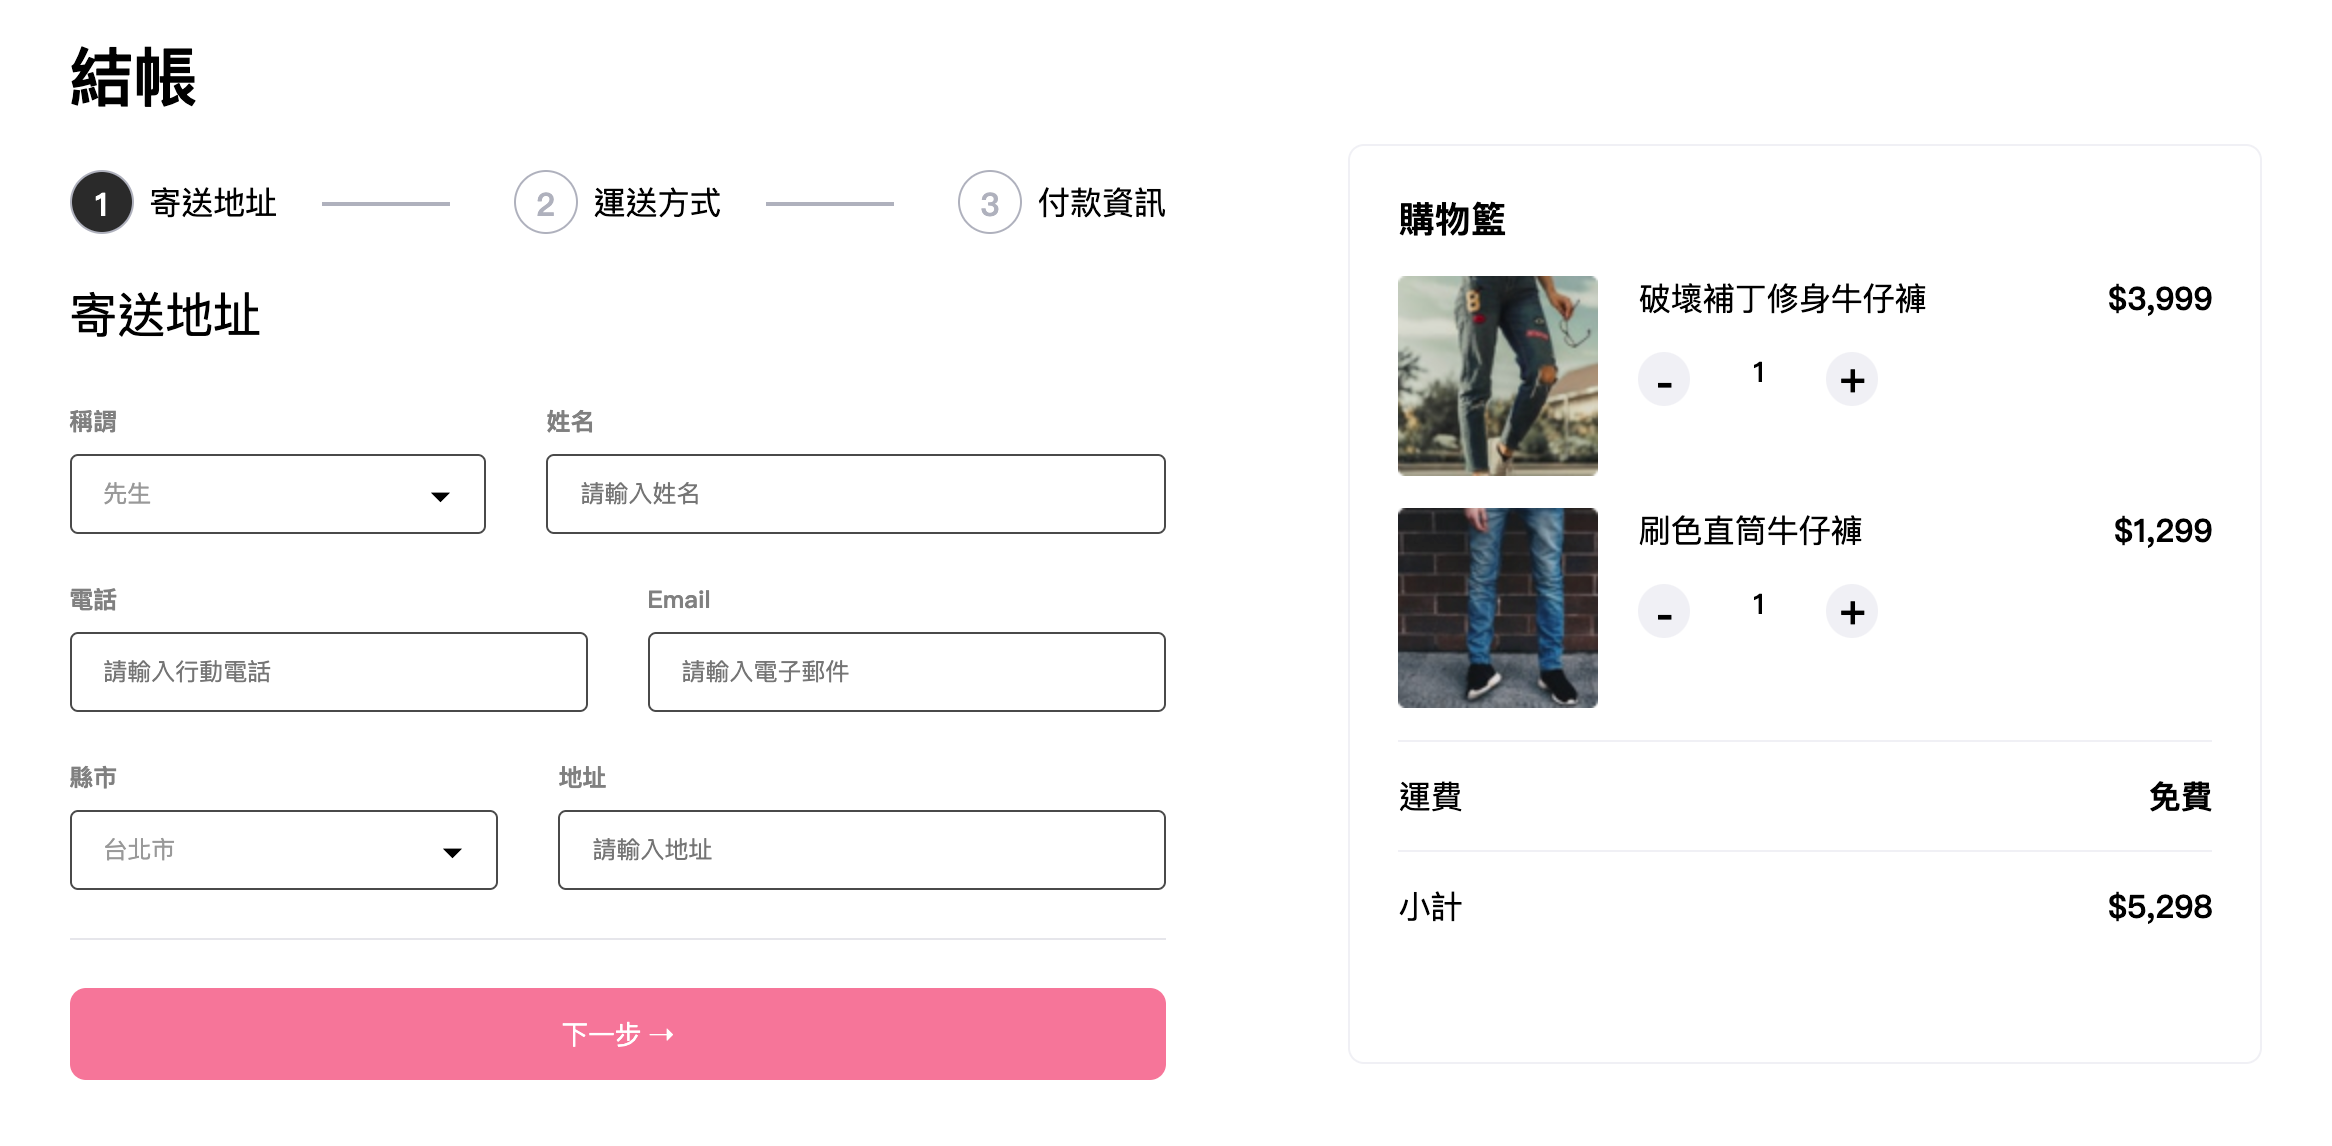 結帳
1 寄送地址
2 運送方式
3 付款資訊
寄送地址
稱謂
先生
姓名
請輸入姓名
電話
請輸入行動電話
Email
請輸入電子郵件
縣市
台北市
地址
請輸入地址
下一步 →
購物籃
破壞補丁修身牛仔褲 $3,999
- 1 +
刷色直筒牛仔褲 $1,299
- 1 +
運費 免費
小計 $5,298